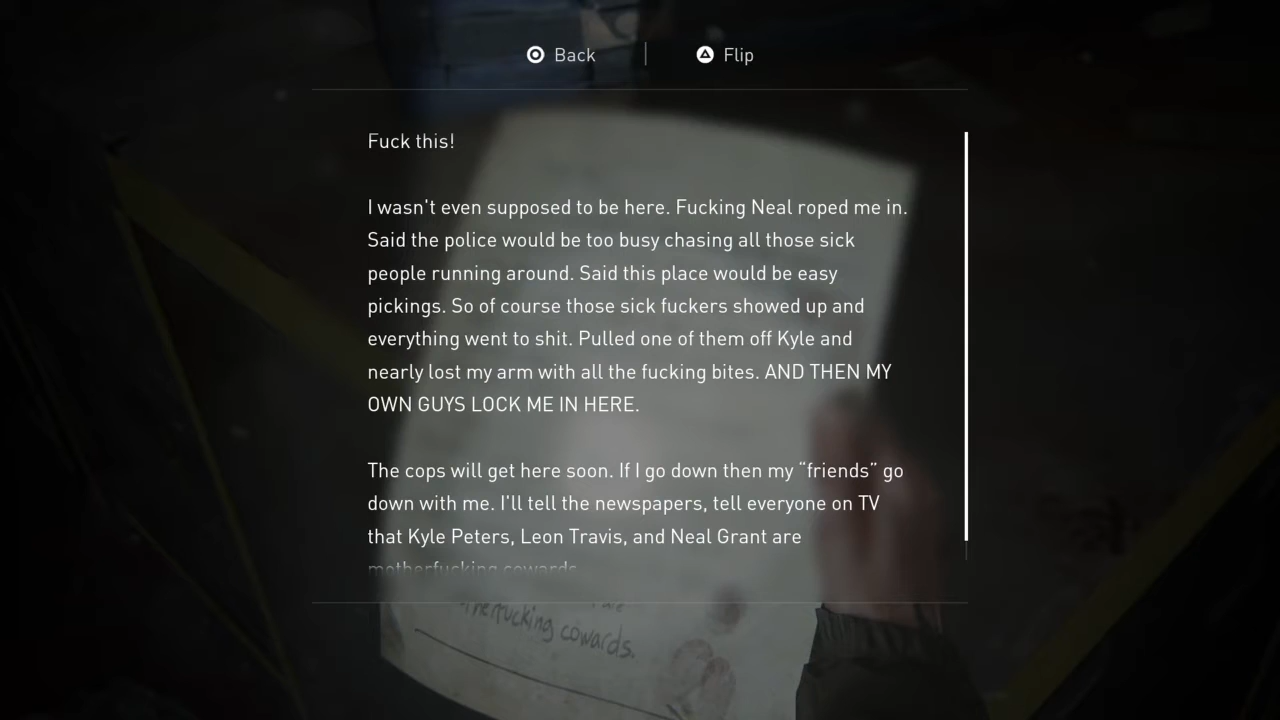 Back | Flip
Fuck this!
I wasn't even supposed to be here. Fucking Neal roped me in.
Said the police would be too busy chasing all those sick
people running around. Said this place would be easy
pickings. So of course those sick fuckers showed up and
everything went to shit. Pulled one of them off Kyle and
nearly lost my arm with all the fucking bites. AND THEN MY
OWN GUYS LOCK ME IN HERE.
The cops will get here soon. If I go down then my “friends” go
down with me. I'll tell the newspapers, tell everyone on TV
that Kyle Peters, Leon Travis, and Neal Grant are
motherfucking cowards.
cowards.